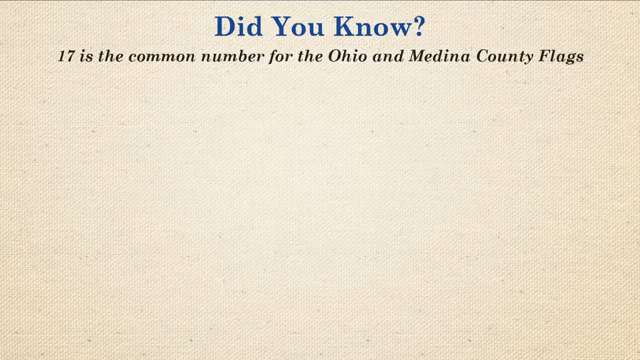 Did You Know?
17 is the common number for the Ohio and Medina County Flags